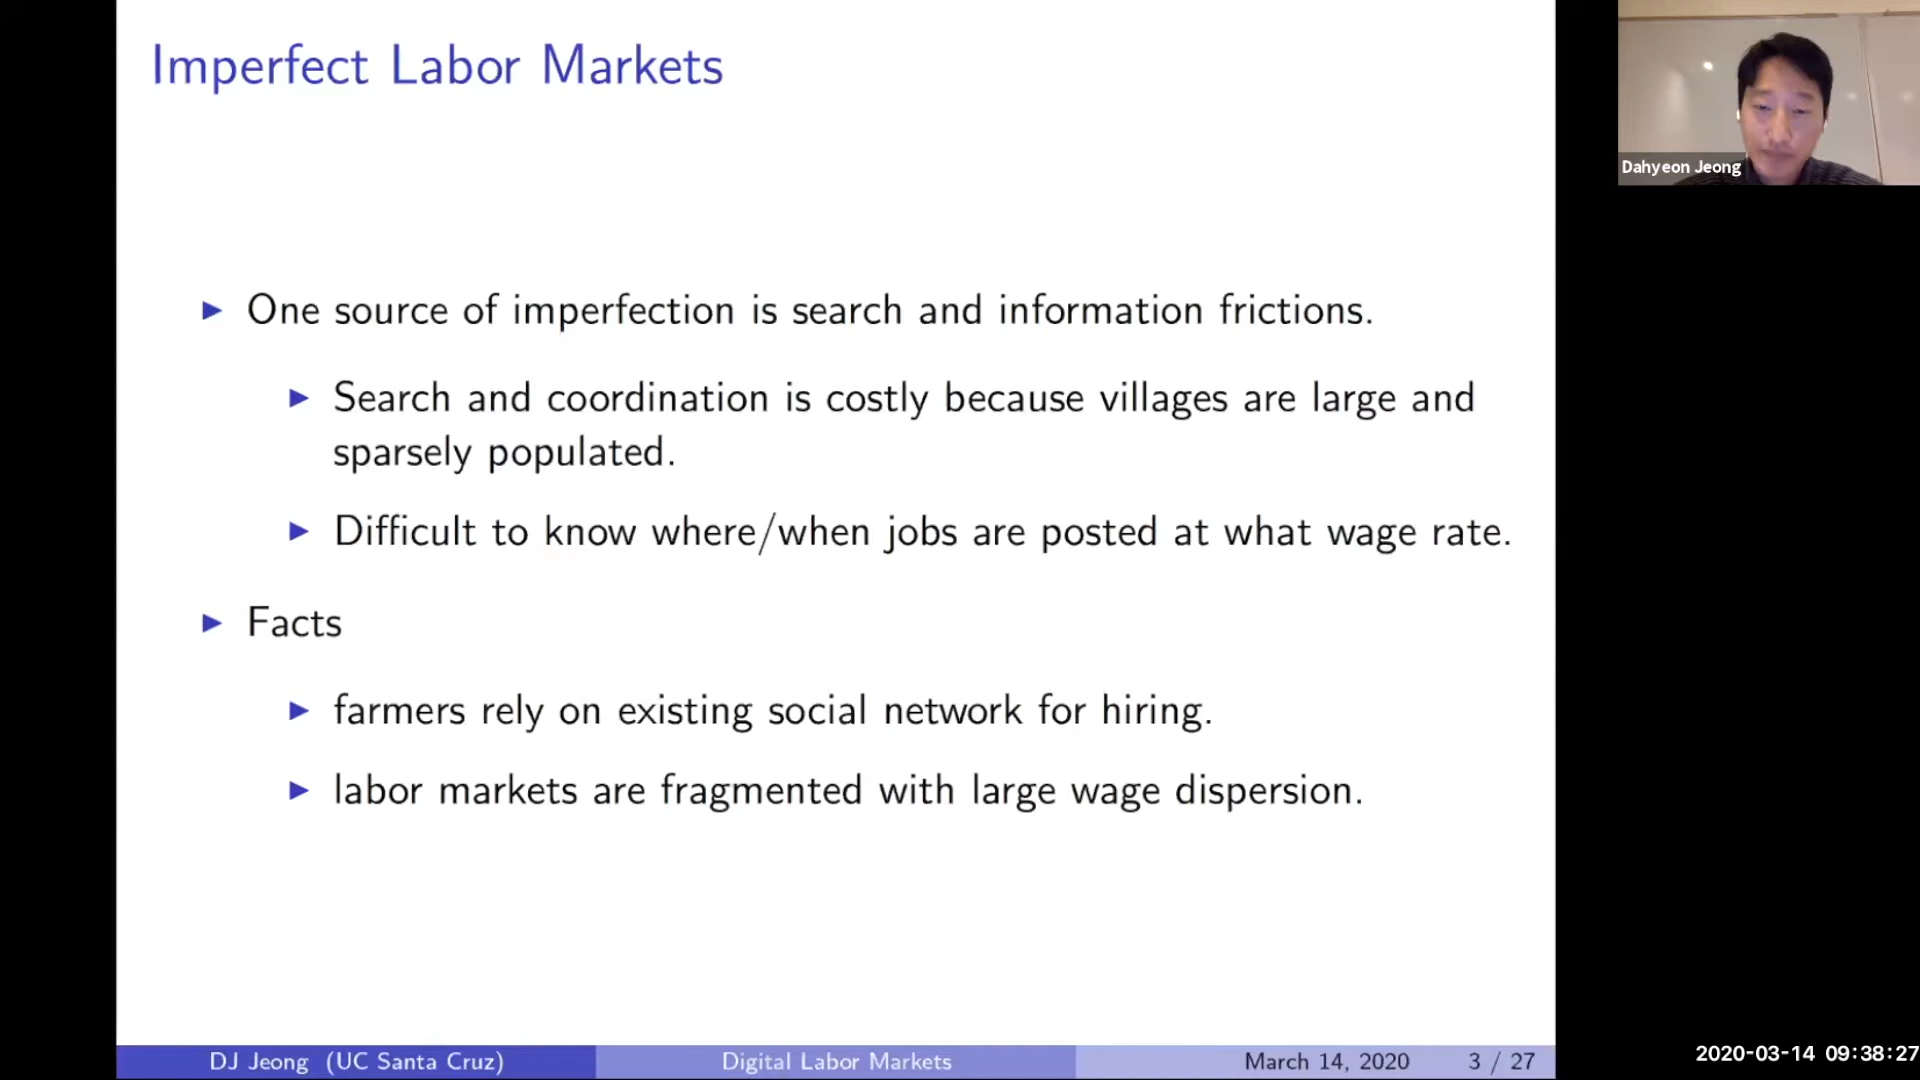 Imperfect Labor Markets
One source of imperfection is search and information frictions.
Search and coordination is costly because villages are large and
sparsely populated.
Difficult to know where/when jobs are posted at what wage rate.
Facts
farmers rely on existing social network for hiring.
labor markets are fragmented with large wage dispersion.
DJ Jeong (UC Santa Cruz)
Digital Labor Markets
March 14, 2020
3 / 27
Dahyeon Jeong
2020-03-14 09:38:27